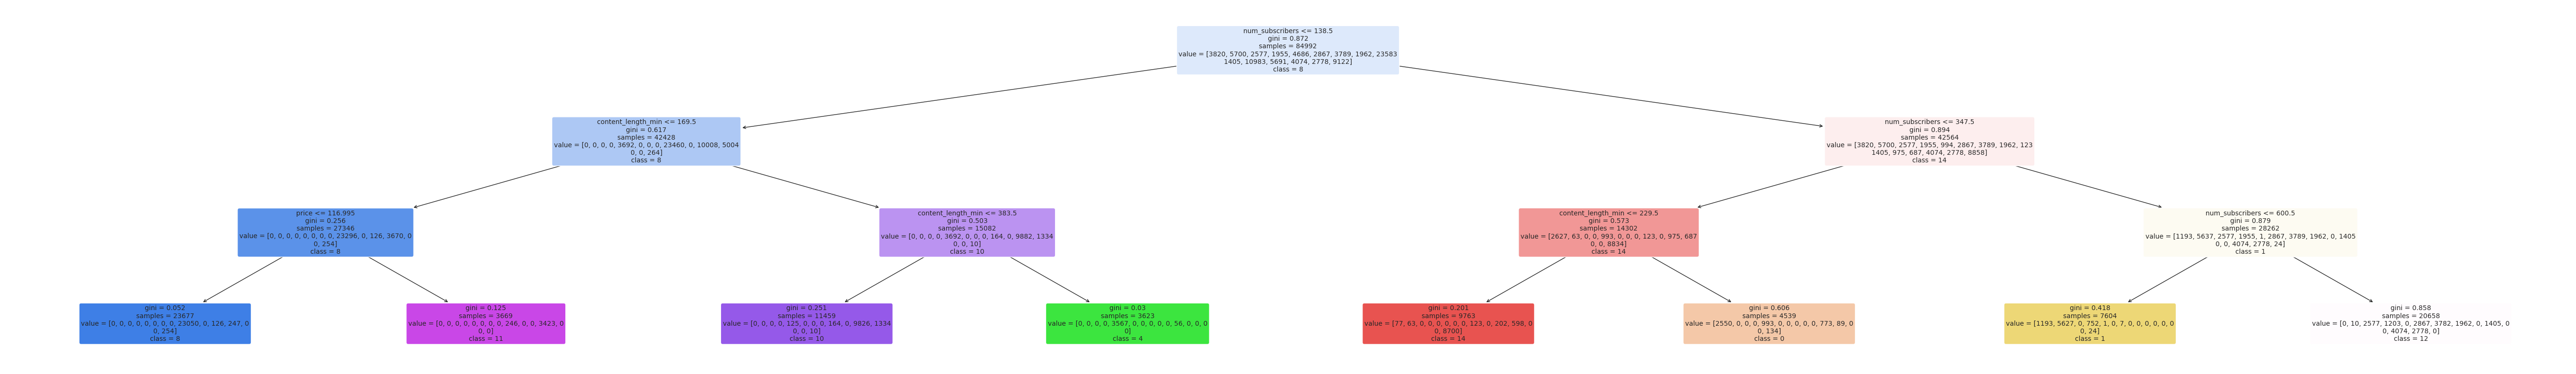 num_subscribers <= 138.5
gini = 0.872
samples = 84992
value = [3820, 5700, 2577, 1955, 4686, 2867, 3789, 1962, 23583
1405, 10983, 5691, 4074, 2778, 9122]
class = 8
content_length_min <= 169.5
gini = 0.617
samples = 42428
value = [0, 0, 0, 0, 3692, 0, 0, 0, 23460, 0, 10008, 5004
0, 0, 264]
class = 8
num_subscribers <= 347.5
gini = 0.894
samples = 42564
value = [3820, 5700, 2577, 1955, 994, 2867, 3789, 1962, 123
1405, 975, 687, 4074, 2778, 8858]
class = 14
price <= 116.995
gini = 0.256
samples = 27346
value = [0, 0, 0, 0, 0, 0, 0, 0, 23296, 0, 126, 3670, 0
0, 254]
class = 8
content_length_min <= 383.5
gini = 0.503
samples = 15082
value = [0, 0, 0, 0, 3692, 0, 0, 0, 164, 0, 9882, 1334
0, 0, 10]
class = 10
content_length_min <= 229.5
gini = 0.573
samples = 14302
value = [2627, 63, 0, 0, 993, 0, 0, 0, 123, 0, 975, 687
0, 0, 8834]
class = 14
num_subscribers <= 600.5
gini = 0.879
samples = 28262
value = [1193, 5637, 2577, 1955, 1, 2867, 3789, 1962, 0, 1405
0, 0, 4074, 2778, 24]
class = 1
gini = 0.052
samples = 23677
value = [0, 0, 0, 0, 0, 0, 0, 0, 23050, 0, 126, 247, 0
0, 254]
class = 8
gini = 0.125
samples = 3669
value = [0, 0, 0, 0, 0, 0, 0, 0, 246, 0, 0, 3423, 0
0, 0]
class = 11
gini = 0.251
samples = 11459
value = [0, 0, 0, 0, 125, 0, 0, 0, 164, 0, 9826, 1334
0, 0, 10]
class = 10
gini = 0.03
samples = 3623
value = [0, 0, 0, 0, 3567, 0, 0, 0, 0, 0, 56, 0, 0, 0
0]
class = 4
gini = 0.201
samples = 9763
value = [77, 63, 0, 0, 0, 0, 0, 0, 123, 0, 202, 598, 0
0, 8700]
class = 14
gini = 0.606
samples = 4539
value = [2550, 0, 0, 0, 993, 0, 0, 0, 0, 0, 773, 89, 0
0, 134]
class = 0
gini = 0.418
samples = 7604
value = [1193, 5627, 0, 752, 1, 0, 7, 0, 0, 0, 0, 0, 0
0, 24]
class = 1
gini = 0.858
samples = 20658
value = [0, 10, 2577, 1203, 0, 2867, 3782, 1962, 0, 1405, 0
0, 4074, 2778, 0]
class = 12